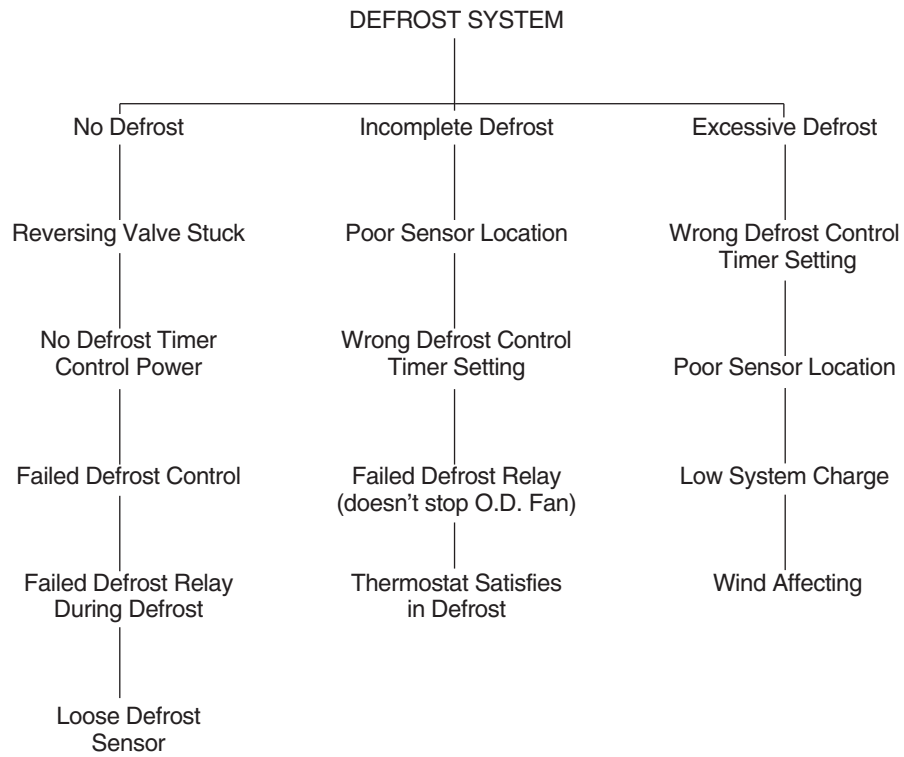 DEFROST SYSTEM
No Defrost
Incomplete Defrost
Excessive Defrost
Reversing Valve Stuck
Poor Sensor Location
Wrong Defrost Control
Timer Setting
No Defrost Timer
Control Power
Wrong Defrost Control
Timer Setting
Poor Sensor Location
Failed Defrost Control
Failed Defrost Relay
(doesn't stop O.D. Fan)
Low System Charge
Failed Defrost Relay
During Defrost
Thermostat Satisfies
in Defrost
Wind Affecting
Loose Defrost
Sensor